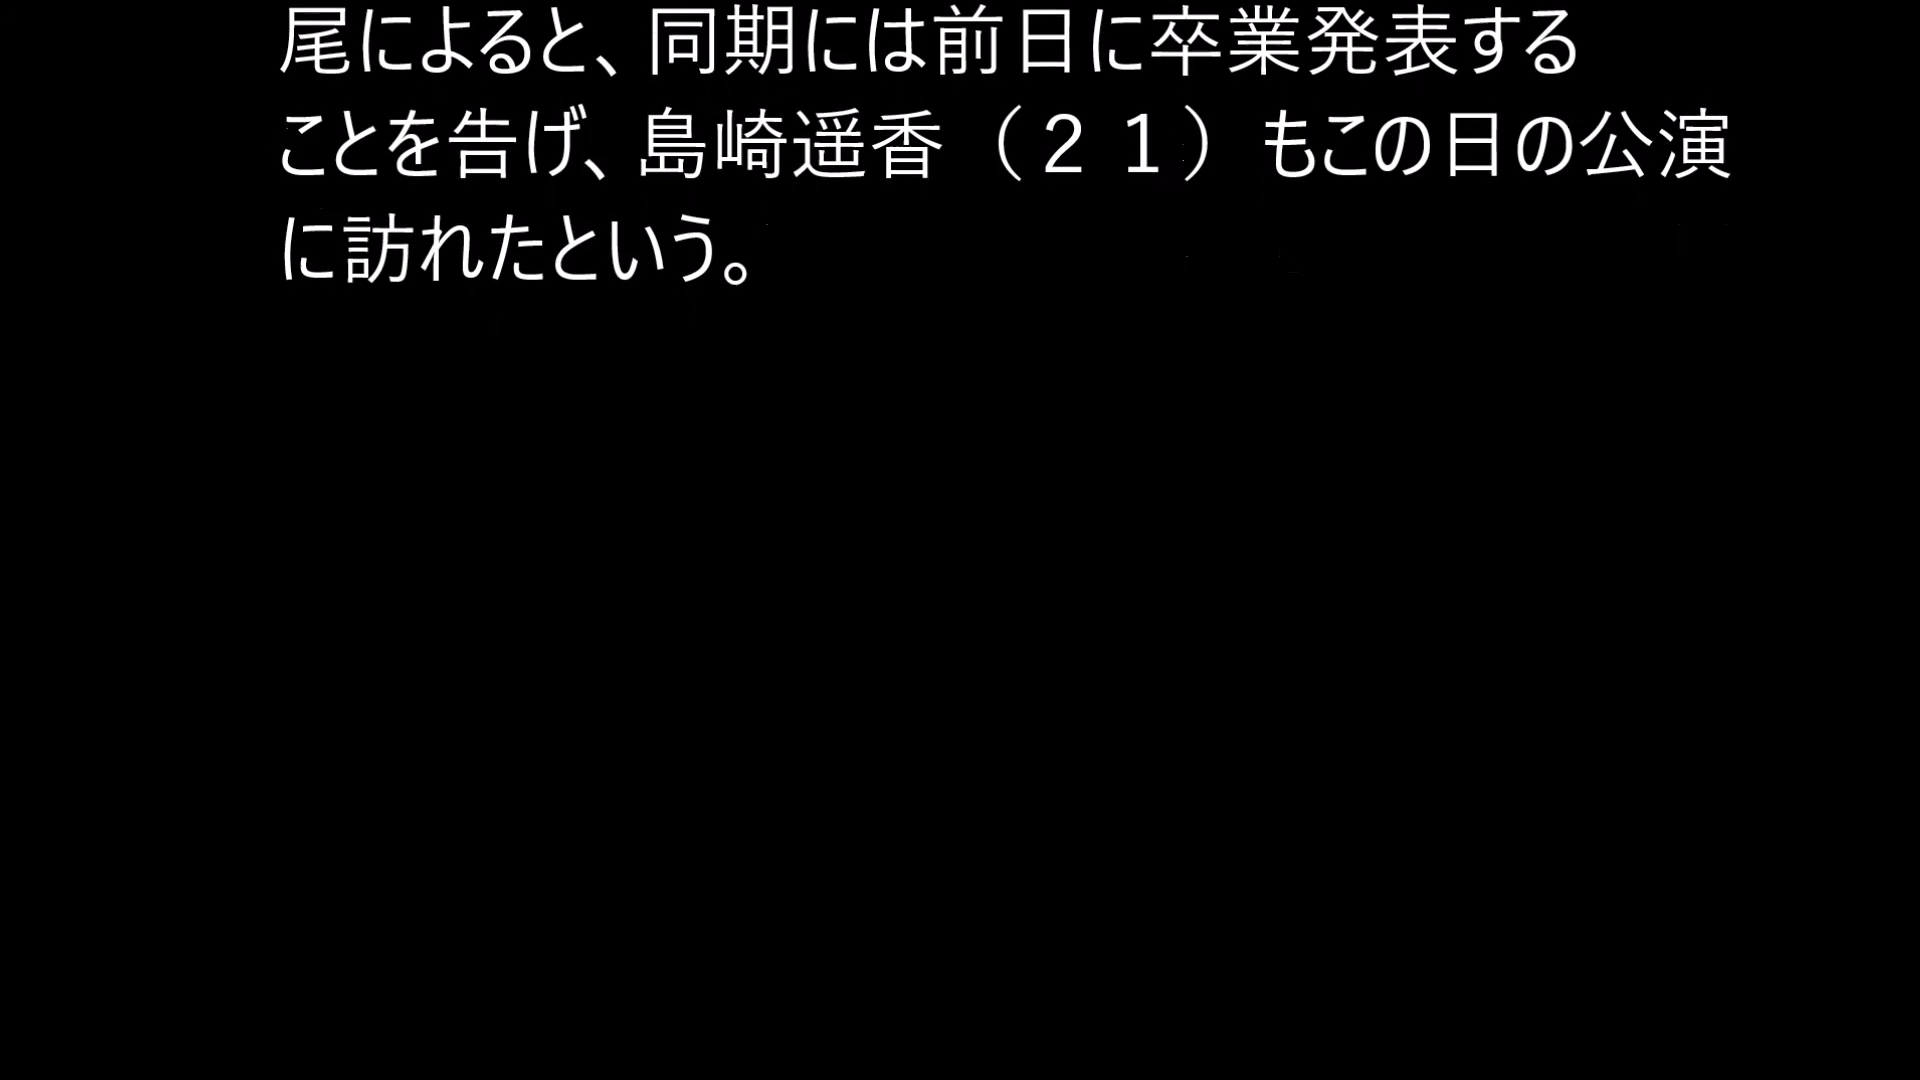 尾によると、同期には前日に卒業発表する
ことを告げ、島崎遥香（２１）もこの日の公演
に訪れたという。